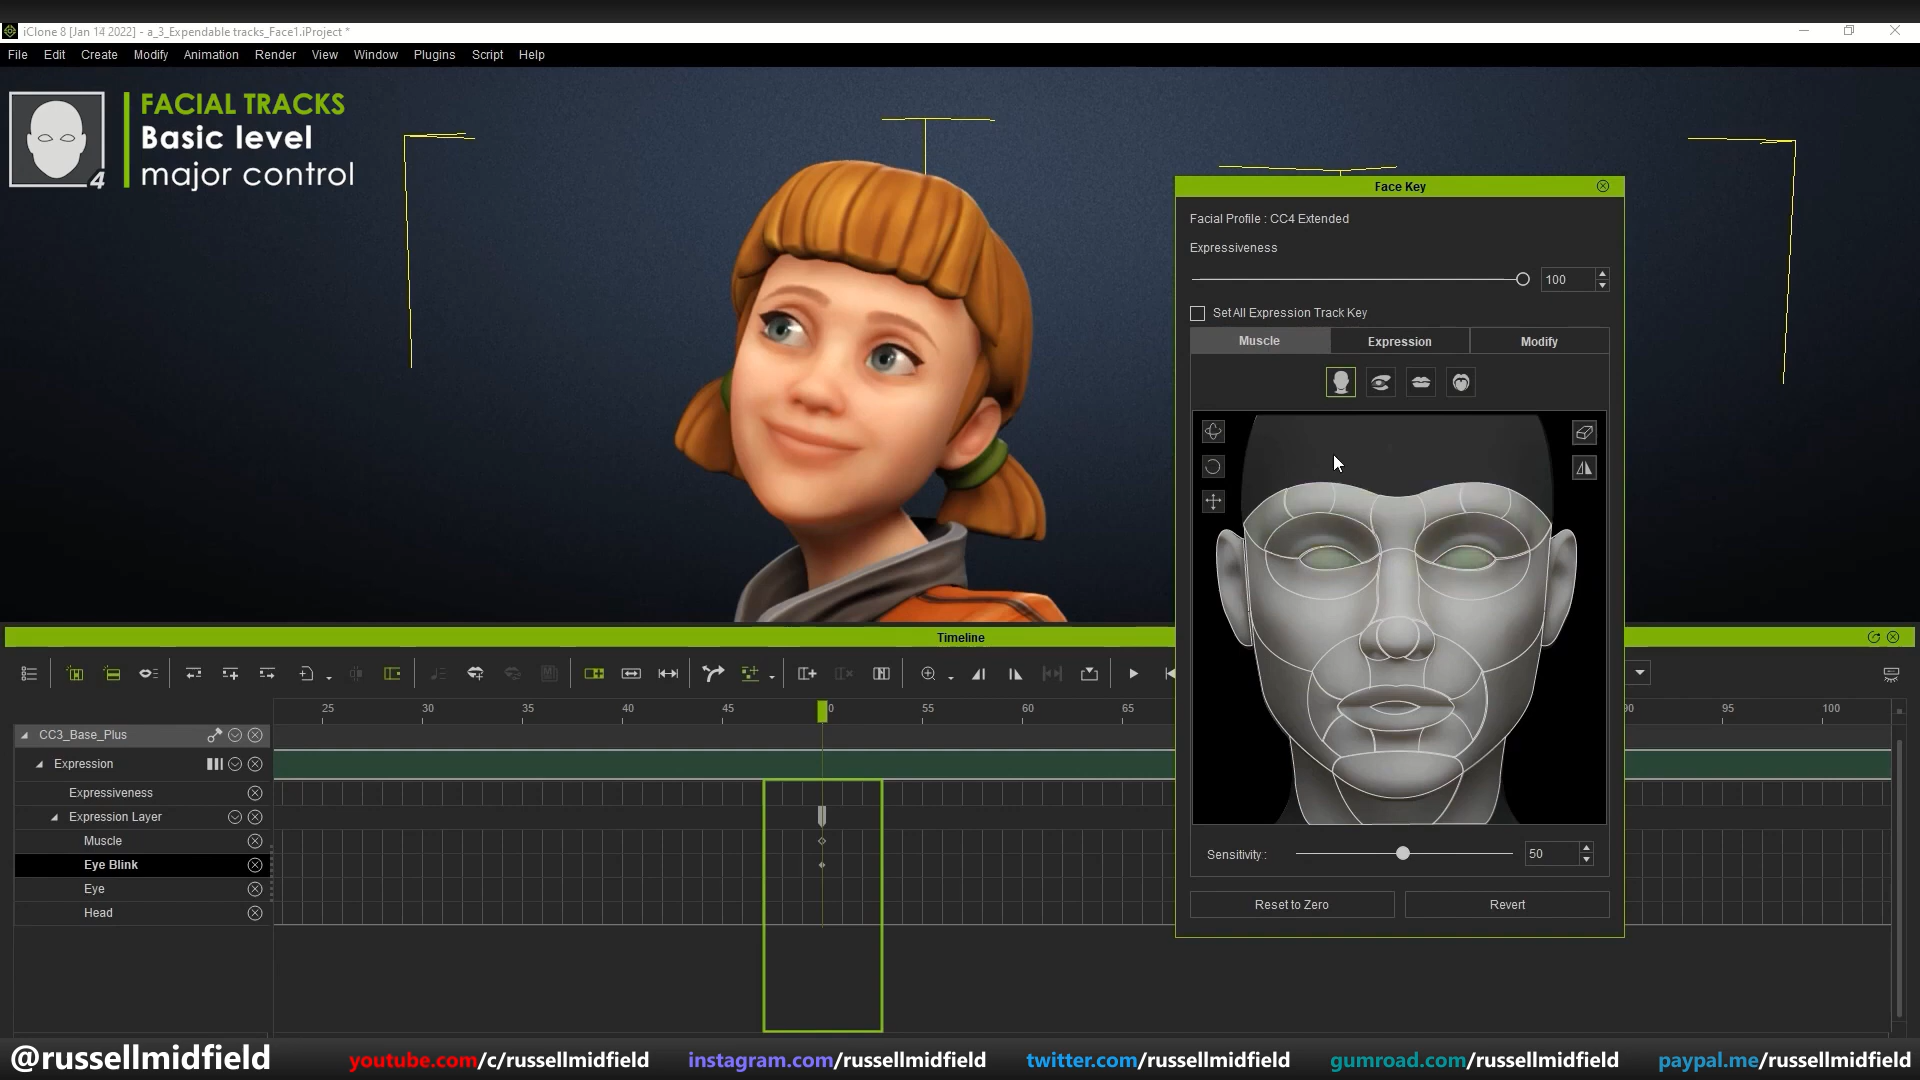 iClone 8 [Jan 14 2022] - a_3_Expendable tracks_Face1.iProject *
File Edit Create Modify Animation Render View Window Plugins Script Help
FACIAL TRACKS
Basic level
major control
4
Face Key
Facial Profile : CC4 Extended
Expressiveness
100
Set All Expression Track Key
Muscle Expression Modify
Sensitivity : 50
Reset to Zero Revert
Timeline
25 30 35 40 45 0 55 60 65 90 95 100
CC3_Base_Plus
Expression
Expressiveness
Expression Layer
Muscle
Eye Blink
Eye
Head
@russellmidfield youtube.com/c/russellmidfield instagram.com/russellmidfield twitter.com/russellmidfield gumroad.com/russellmidfield paypal.me/russellmidfield